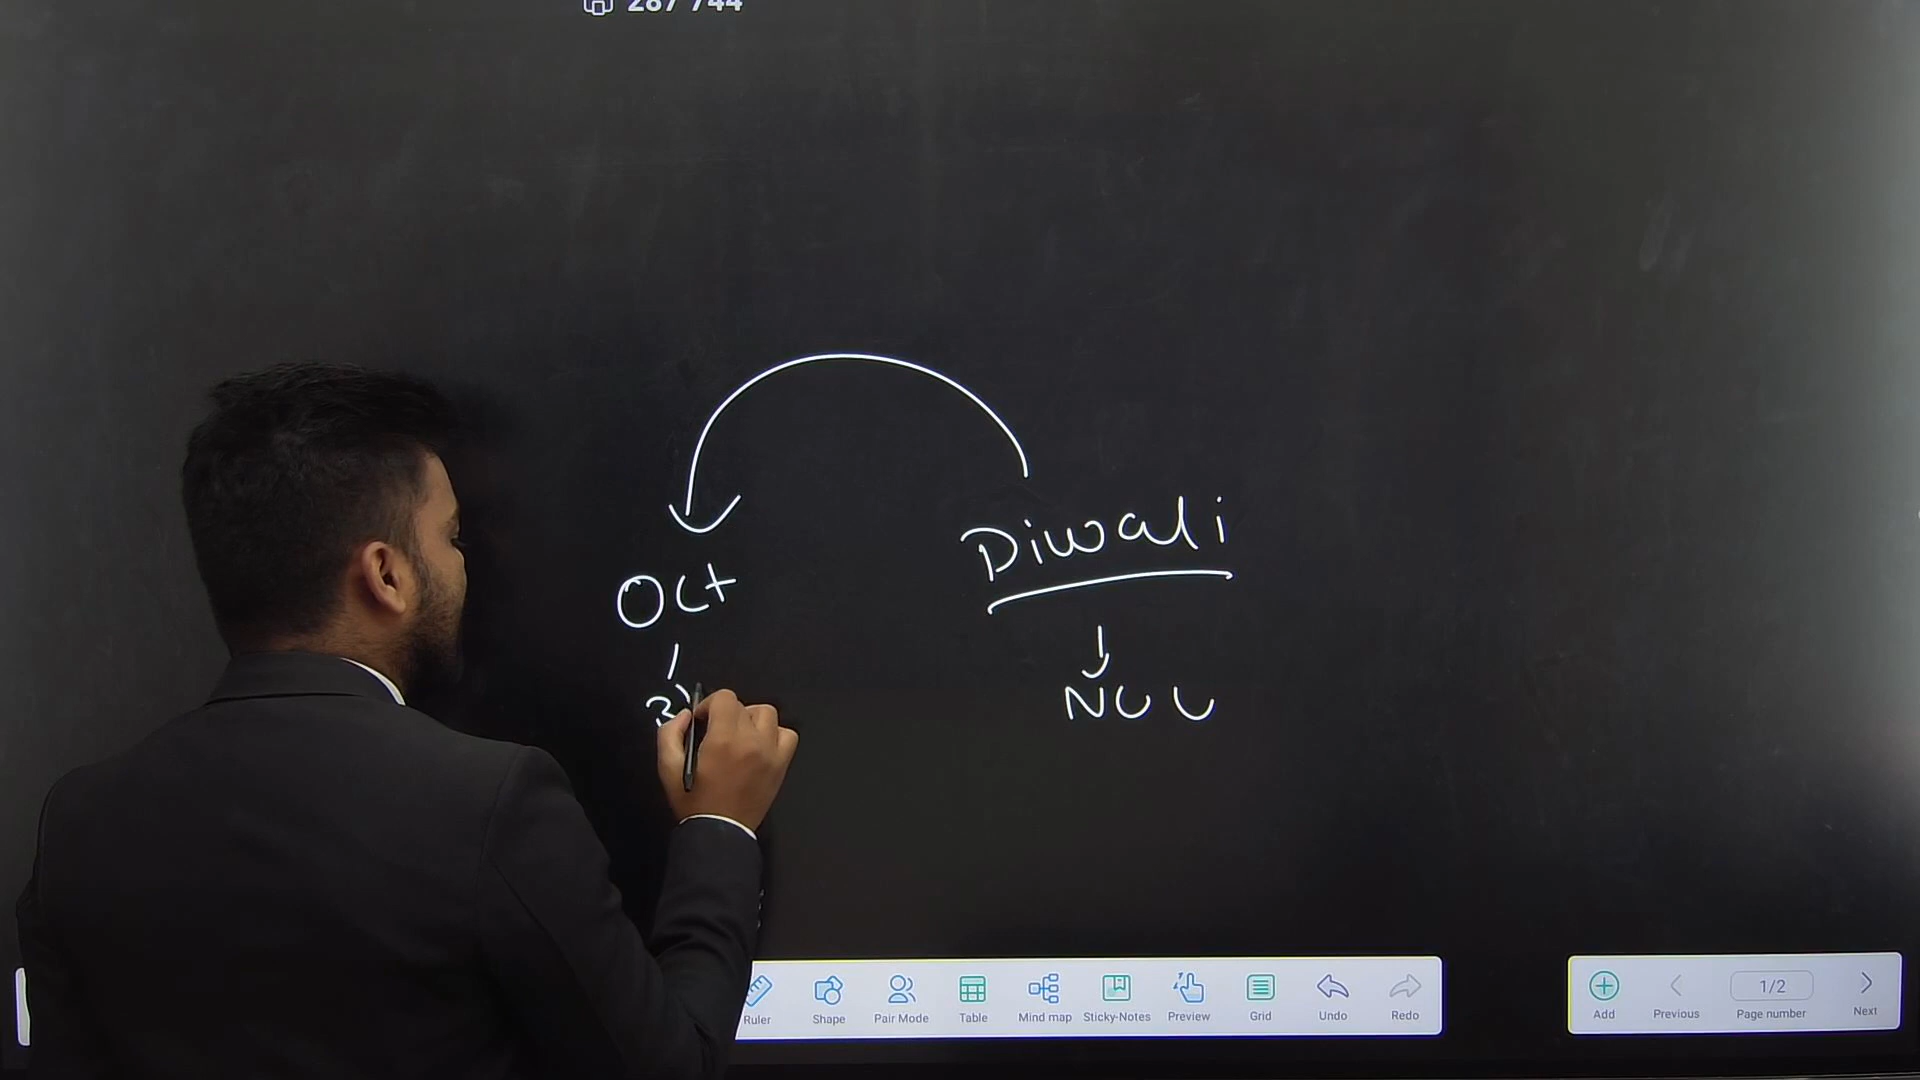 287 744
Diwali
Oct
Nov
Ruler Shape Pair Mode Table Mind map Sticky-Notes Preview Grid Undo Redo
Add Previous 1/2 Page number Next